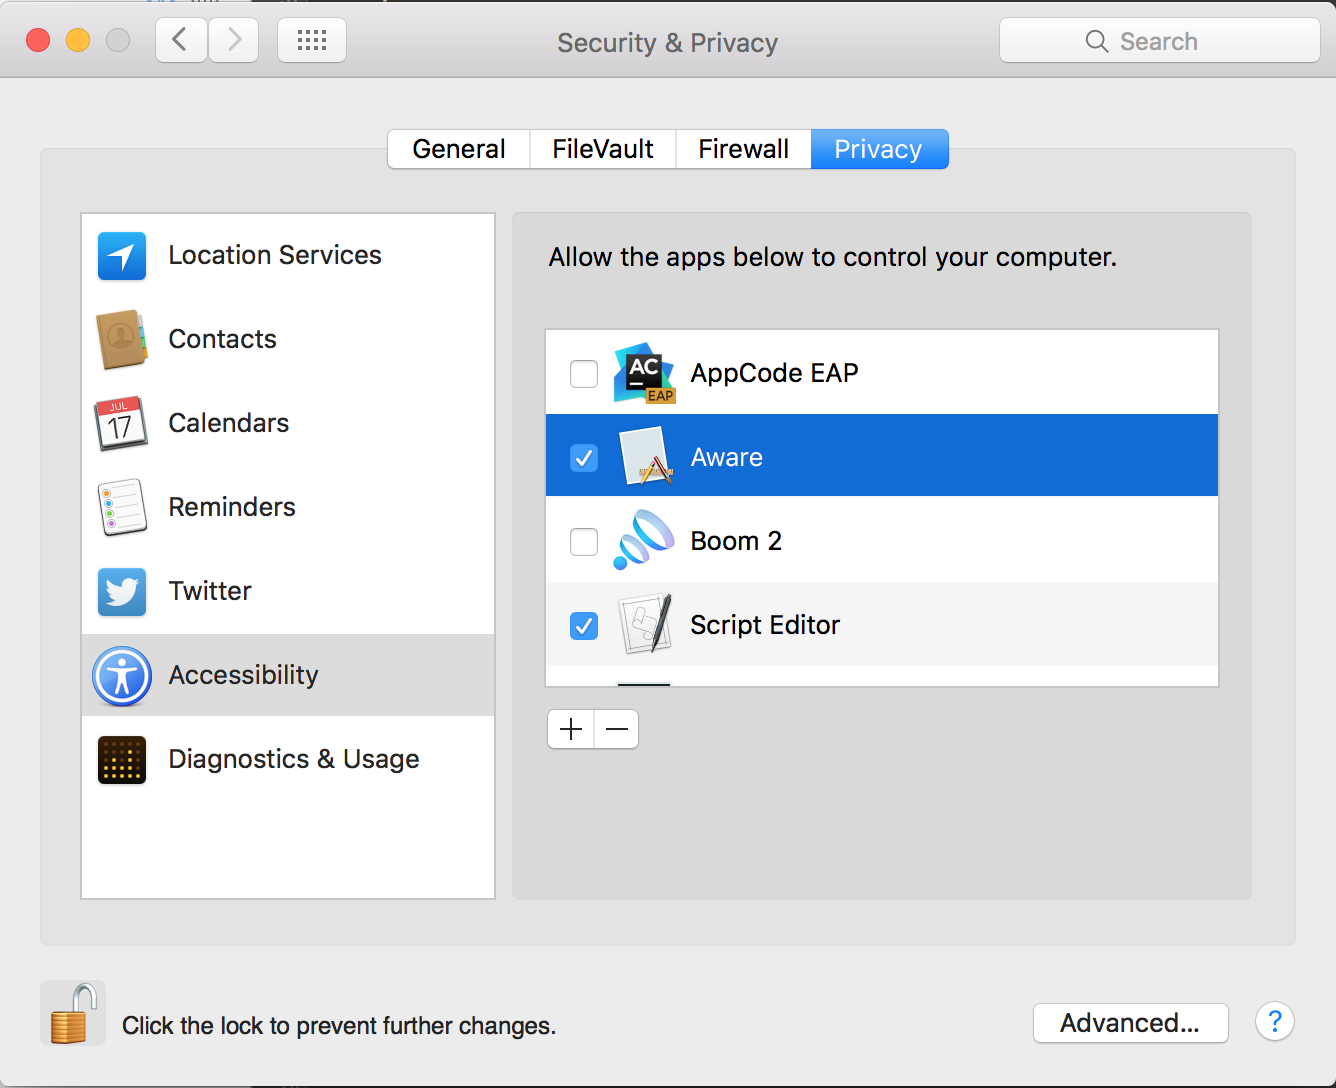 Security & Privacy
Search
General
FileVault
Firewall
Privacy
Location Services
Contacts
JUL
17
Calendars
Reminders
Twitter
Accessibility
Diagnostics & Usage
Allow the apps below to control your computer.
AC
EAP
AppCode EAP
Aware
Boom 2
Script Editor
Click the lock to prevent further changes.
Advanced...
?